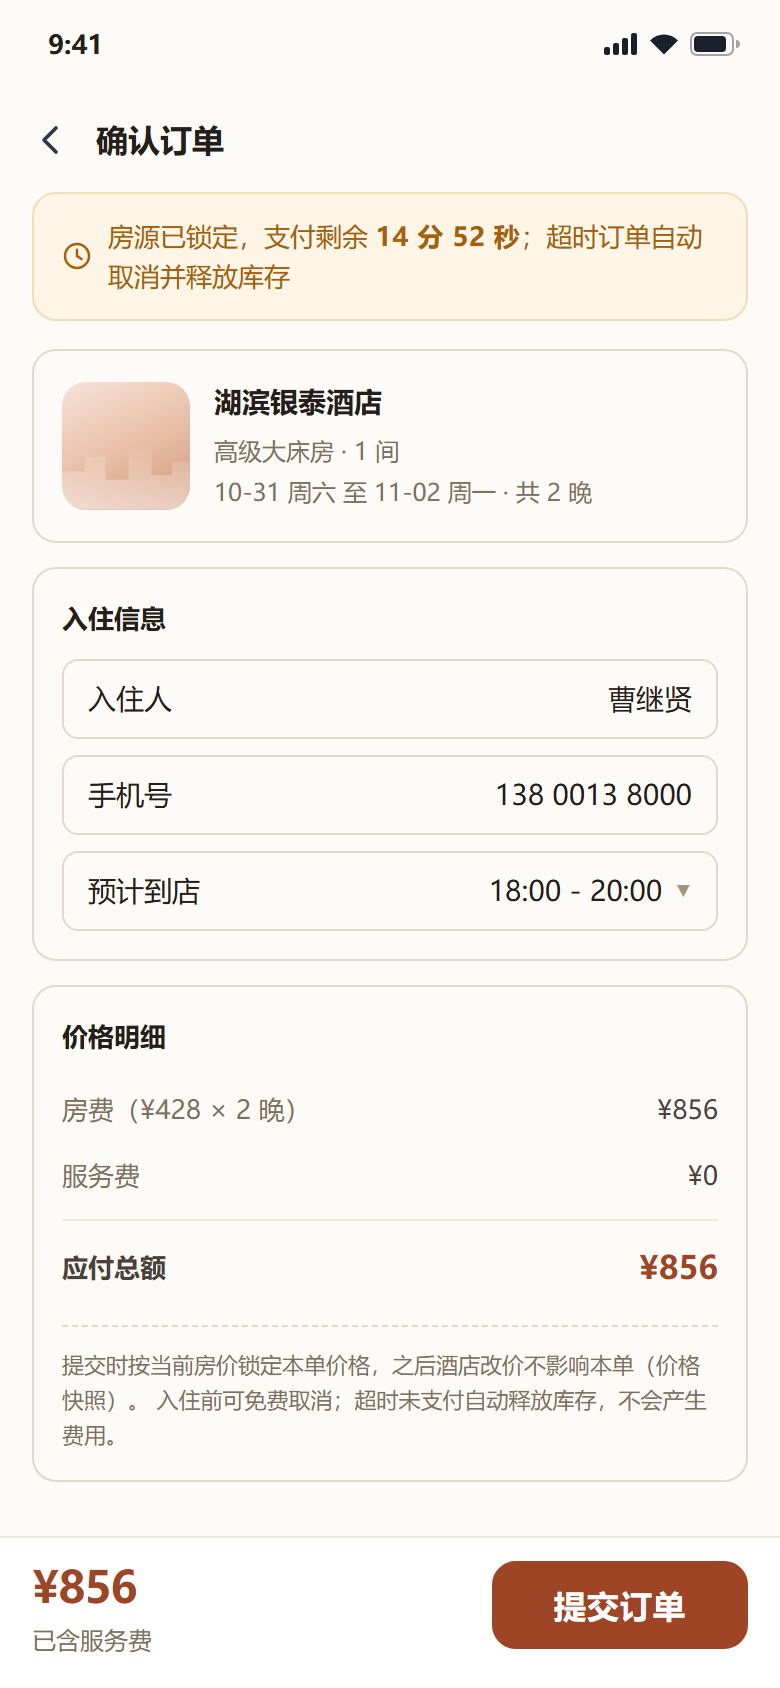 9:41
确认订单
房源已锁定，支付剩余 14 分 52 秒；超时订单自动
取消并释放库存
湖滨银泰酒店
高级大床房 · 1 间
10-31 周六 至 11-02 周一 · 共 2 晚
入住信息
入住人 曹继贤
手机号 138 0013 8000
预计到店 18:00 - 20:00 ▼
价格明细
房费（¥428 × 2 晚） ¥856
服务费 ¥0
应付总额 ¥856
提交时按当前房价锁定本单价格，之后酒店改价不影响本单（价格
快照）。 入住前可免费取消；超时未支付自动释放库存，不会产生
费用。
¥856
已含服务费
提交订单